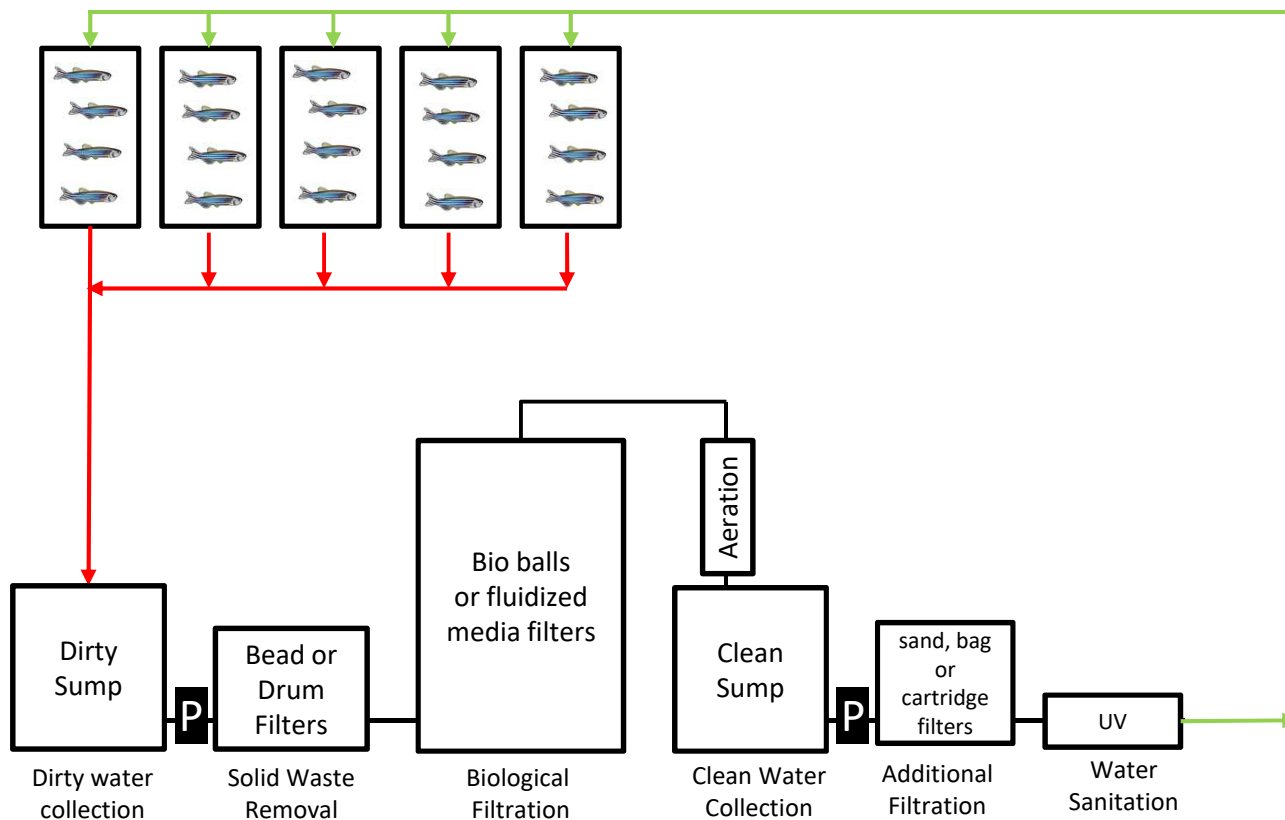 Dirty
Sump
P
Bead or
Drum
Filters
Bio balls
or fluidized
media filters
Aeration
Clean
Sump
P
sand, bag
or
cartridge
filters
UV
Dirty water
collection
Solid Waste
Removal
Biological
Filtration
Clean Water
Collection
Additional
Filtration
Water
Sanitation